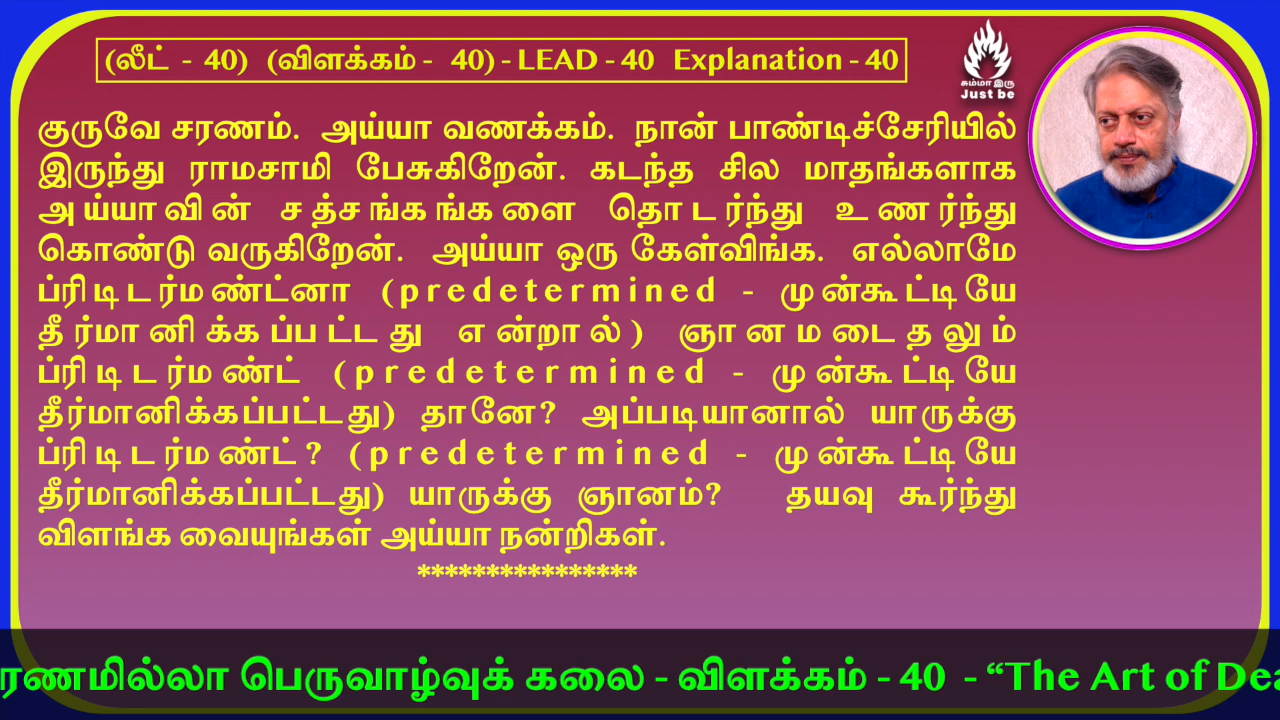 (லீட் - 40) (விளக்கம் - 40) - LEAD - 40 Explanation - 40
சும்மா இரு
Just be
குருவே சரணம். அய்யா வணக்கம். நான் பாண்டிச்சேரியில்
இருந்து ராமசாமி பேசுகிறேன். கடந்த சில மாதங்களாக
அய்யாவின் சத்சங்கங்களை தொடர்ந்து உணர்ந்து
கொண்டு வருகிறேன். அய்யா ஒரு கேள்விங்க. எல்லாமே
ப்ரிடிடர்மண்ட்னா (predetermined - முன்கூட்டியே
தீர்மானிக்கப்பட்டது என்றால்) ஞானமடைதலும்
ப்ரிடிடர்மண்ட் (predetermined - முன்கூட்டியே
தீர்மானிக்கப்பட்டது) தானே? அப்படியானால் யாருக்கு
ப்ரிடிடர்மண்ட்? (predetermined - முன்கூட்டியே
தீர்மானிக்கப்பட்டது) யாருக்கு ஞானம்? தயவு கூர்ந்து
விளங்க வையுங்கள் அய்யா நன்றிகள்.
****************
ரணமில்லா பெருவாழ்வுக் கலை - விளக்கம் - 40 - “The Art of Dea